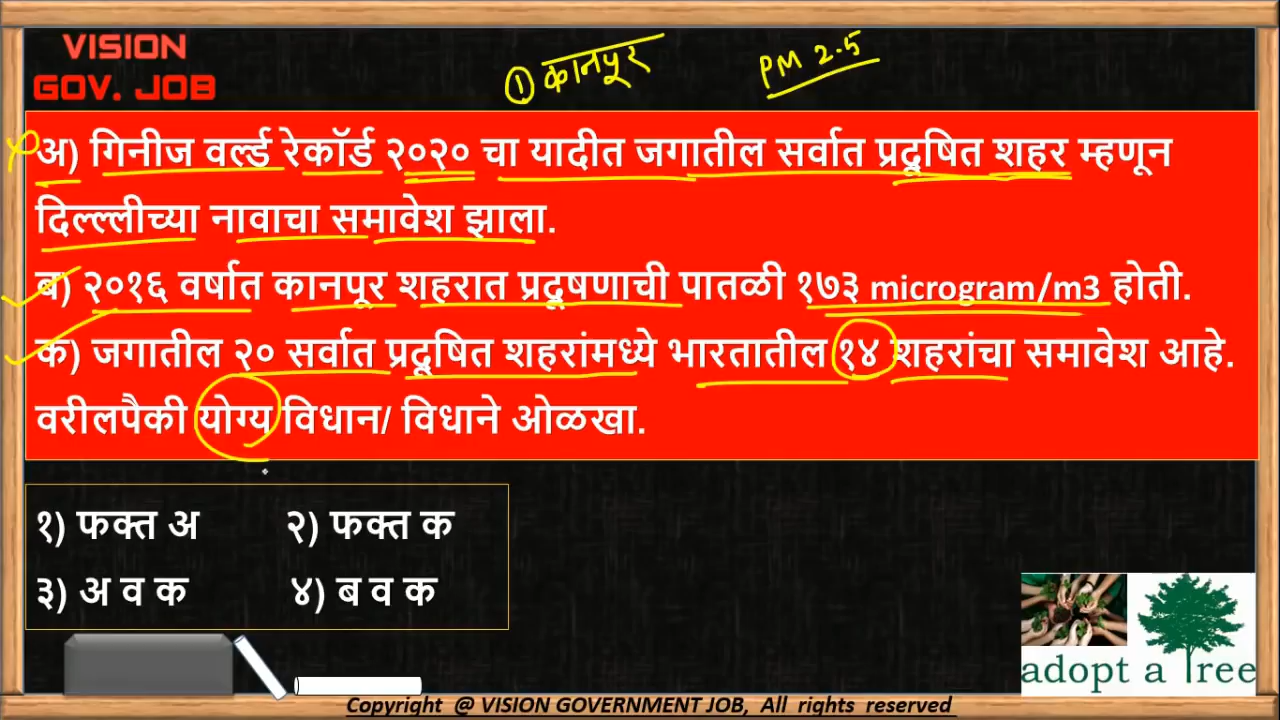 VISION
GOV. JOB
① कानपूर
PM 2.5
अ) गिनीज वर्ल्ड रेकॉर्ड २०२० चा यादीत जगातील सर्वात प्रदूषित शहर म्हणून
दिल्ल्लीच्या नावाचा समावेश झाला.
ब) २०१६ वर्षात कानपूर शहरात प्रदूषणाची पातळी १७३ microgram/m3 होती.
क) जगातील २० सर्वात प्रदूषित शहरांमध्ये भारतातील १४ शहरांचा समावेश आहे.
वरीलपैकी योग्य विधान/ विधाने ओळखा.
१) फक्त अ २) फक्त क
३) अ व क ४) ब व क
adopt a Tree
Copyright @ VISION GOVERNMENT JOB, All rights reserved